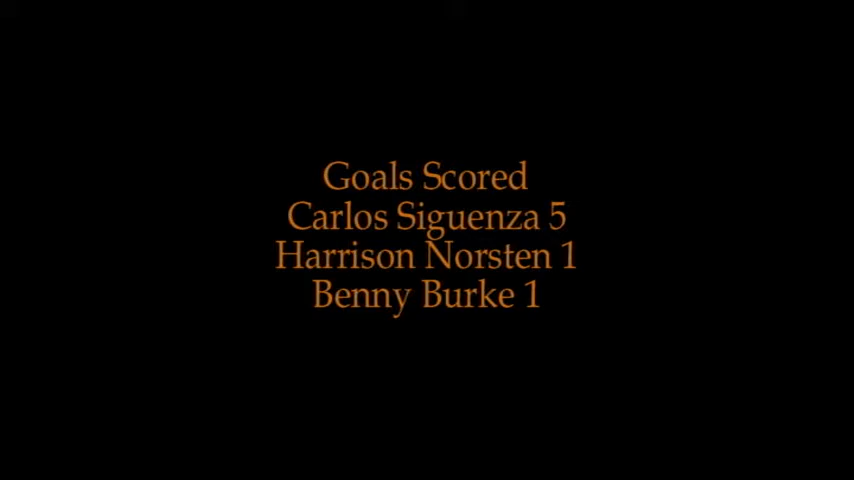 Goals Scored
Carlos Siguenza 5
Harrison Norsten 1
Benny Burke 1